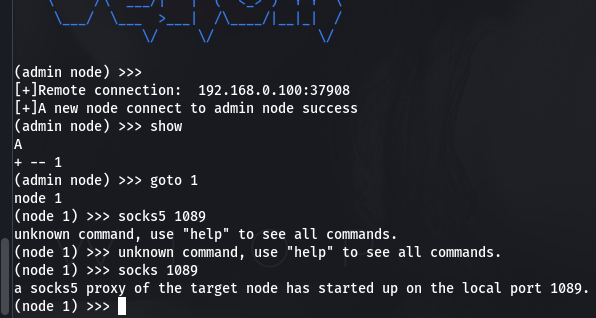 (admin node) >>>
[+]Remote connection:  192.168.0.100:37908
[+]A new node connect to admin node success
(admin node) >>> show
A
+ -- 1
(admin node) >>> goto 1
node 1
(node 1) >>> socks5 1089
unknown command, use "help" to see all commands.
(node 1) >>> unknown command, use "help" to see all commands.
(node 1) >>> socks 1089
a socks5 proxy of the target node has started up on the local port 1089.
(node 1) >>>